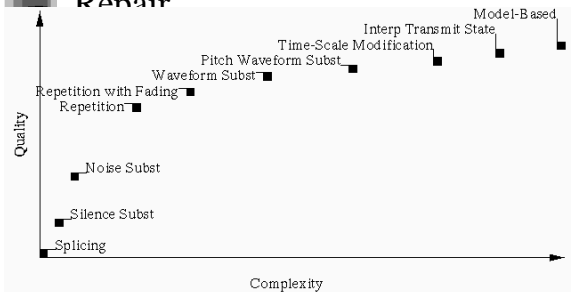 Repair
Model-Based
Interp Transmit State
Time-Scale Modification
Pitch Waveform Subst
Waveform Subst
Repetition with Fading
Repetition
Quality
Noise Subst
Silence Subst
Splicing
Complexity